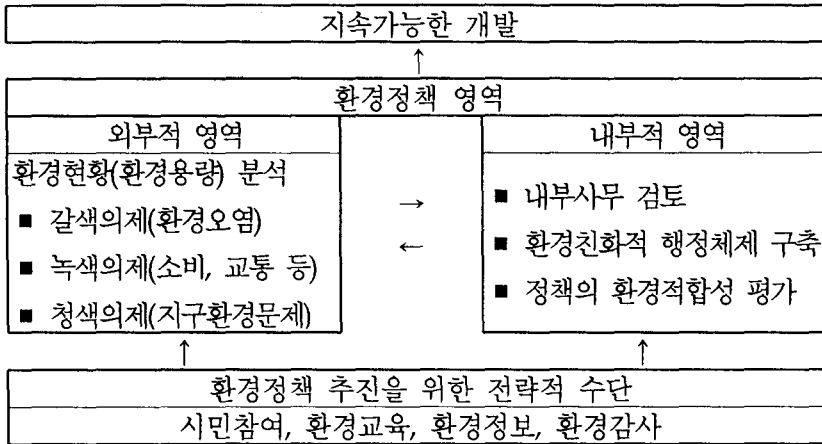 지속가능한 개발
↑
환경정책 영역
외부적 영역
환경현황(환경용량) 분석
■ 갈색의제(환경오염)
■ 녹색의제(소비, 교통 등)
■ 청색의제(지구환경문제)
→
←
내부적 영역
■ 내부사무 검토
■ 환경친화적 행정체제 구축
■ 정책의 환경적합성 평가
↑ ↑
환경정책 추진을 위한 전략적 수단
시민참여, 환경교육, 환경정보, 환경감사